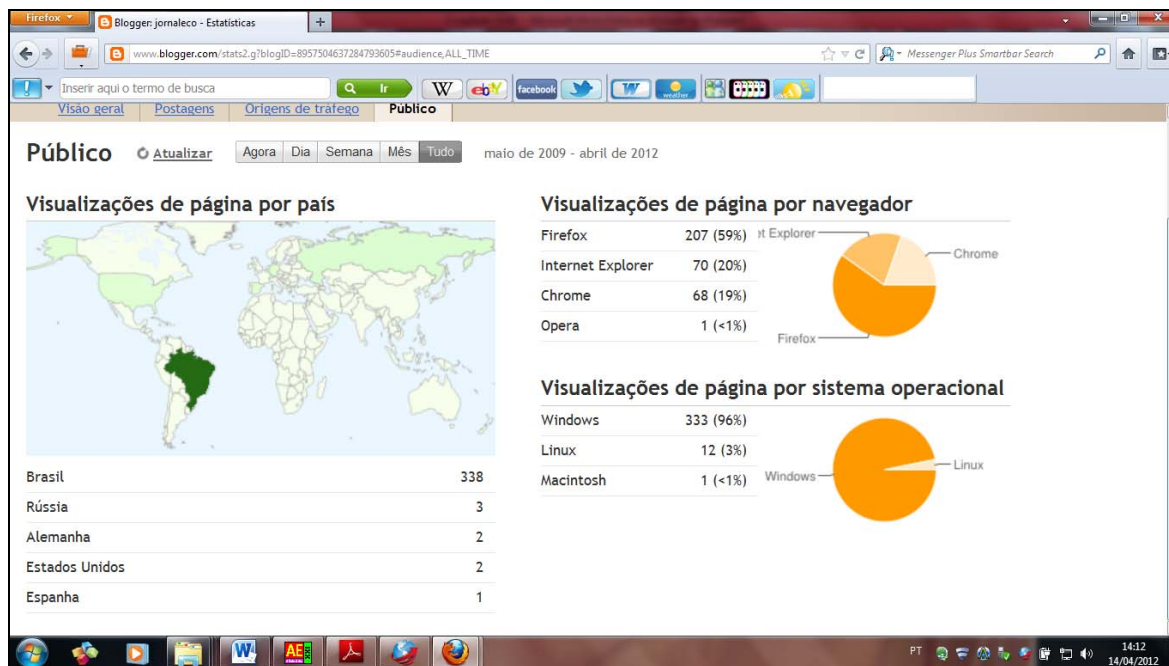 Firefox
Blogger: jornaleco - Estatísticas
www.blogger.com/stats2.g?blogID=8957504637284793605#audience,ALL_TIME
Messenger Plus Smartbar Search
Inserir aqui o termo de busca
Ir
W
ebY
facebook
W
weather
Visão geral Postagens Origens de tráfego Público
Público Atualizar Agora Dia Semana Mês Tudo maio de 2009 - abril de 2012
Visualizações de página por país
Brasil 338
Rússia 3
Alemanha 2
Estados Unidos 2
Espanha 1
Visualizações de página por navegador
Firefox 207 (59%)
Internet Explorer 70 (20%)
Chrome 68 (19%)
Opera 1 (<1%)
et Explorer
Chrome
Firefox
Visualizações de página por sistema operacional
Windows 333 (96%)
Linux 12 (3%)
Macintosh 1 (<1%)
Windows
Linux
W
AE
PT
14:12
14/04/2012